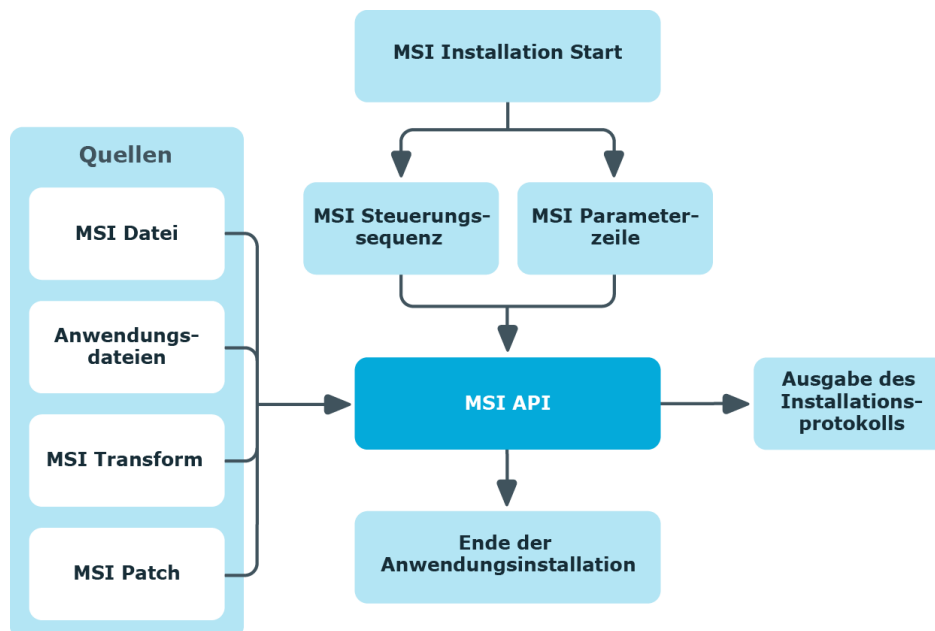 MSI Installation Start
Quellen
MSI Datei
Anwendungs-
dateien
MSI Transform
MSI Patch
MSI Steuerungs-
sequenz
MSI Parameter-
zeile
MSI API
Ausgabe des
Installations-
protokolls
Ende der
Anwendungsinstallation